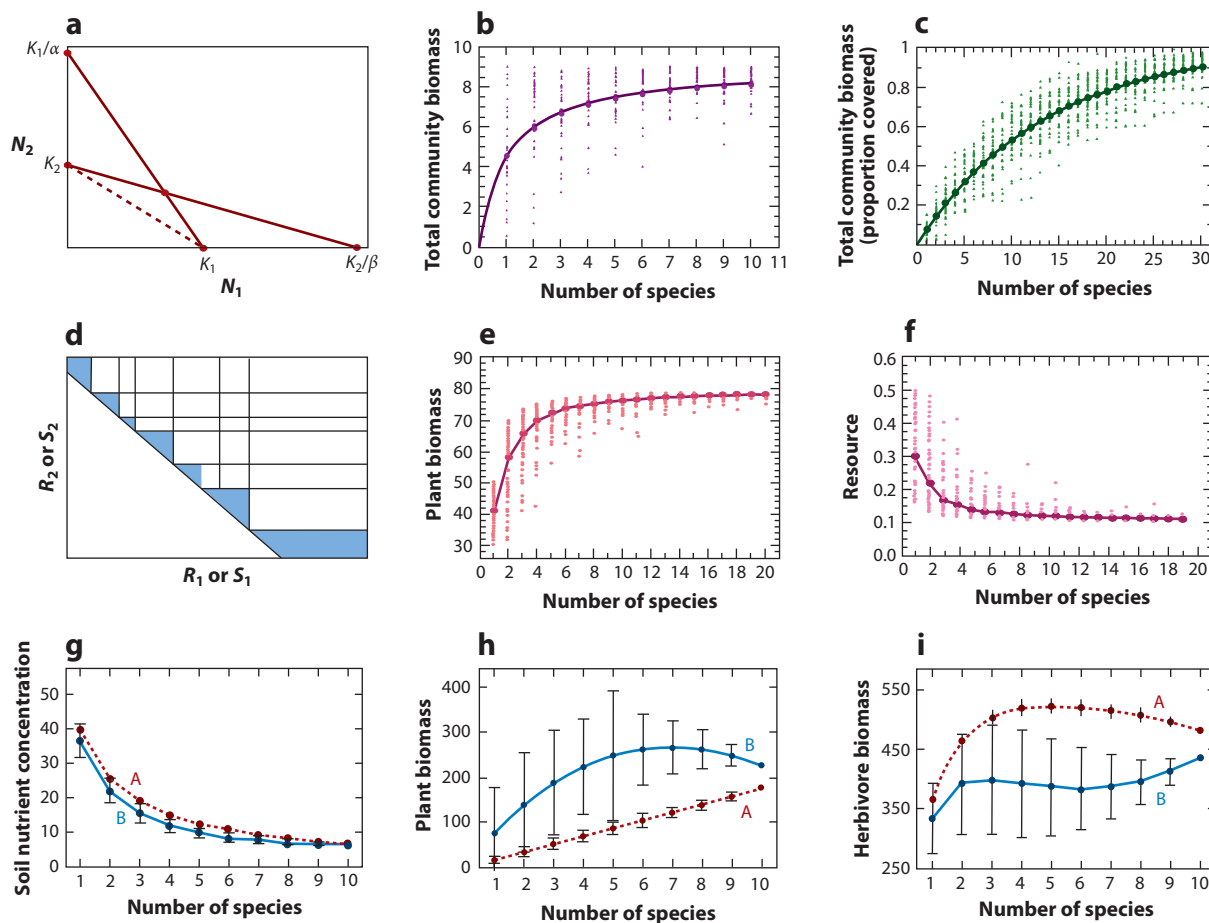 a
K1/α
N2
K2
K1
K2/β
N1
b
Total community biomass
10
8
6
4
2
0
0 1 2 3 4 5 6 7 8 9 10 11
Number of species
c
Total community biomass
(proportion covered)
1
0.8
0.6
0.4
0.2
0 5 10 15 20 25 30
Number of species
d
R2 or S2
R1 or S1
e
Plant biomass
90
80
70
60
50
40
30
0 2 4 6 8 10 12 14 16 18 20
Number of species
f
Resource
0.6
0.5
0.4
0.3
0.2
0.1
0.0
0 2 4 6 8 10 12 14 16 18 20
Number of species
g
Soil nutrient concentration
50
40
30
20
10
0
A
B
1 2 3 4 5 6 7 8 9 10
Number of species
h
Plant biomass
400
300
200
100
0
B
A
1 2 3 4 5 6 7 8 9 10
Number of species
i
Herbivore biomass
550
450
350
250
A
B
1 2 3 4 5 6 7 8 9 10
Number of species